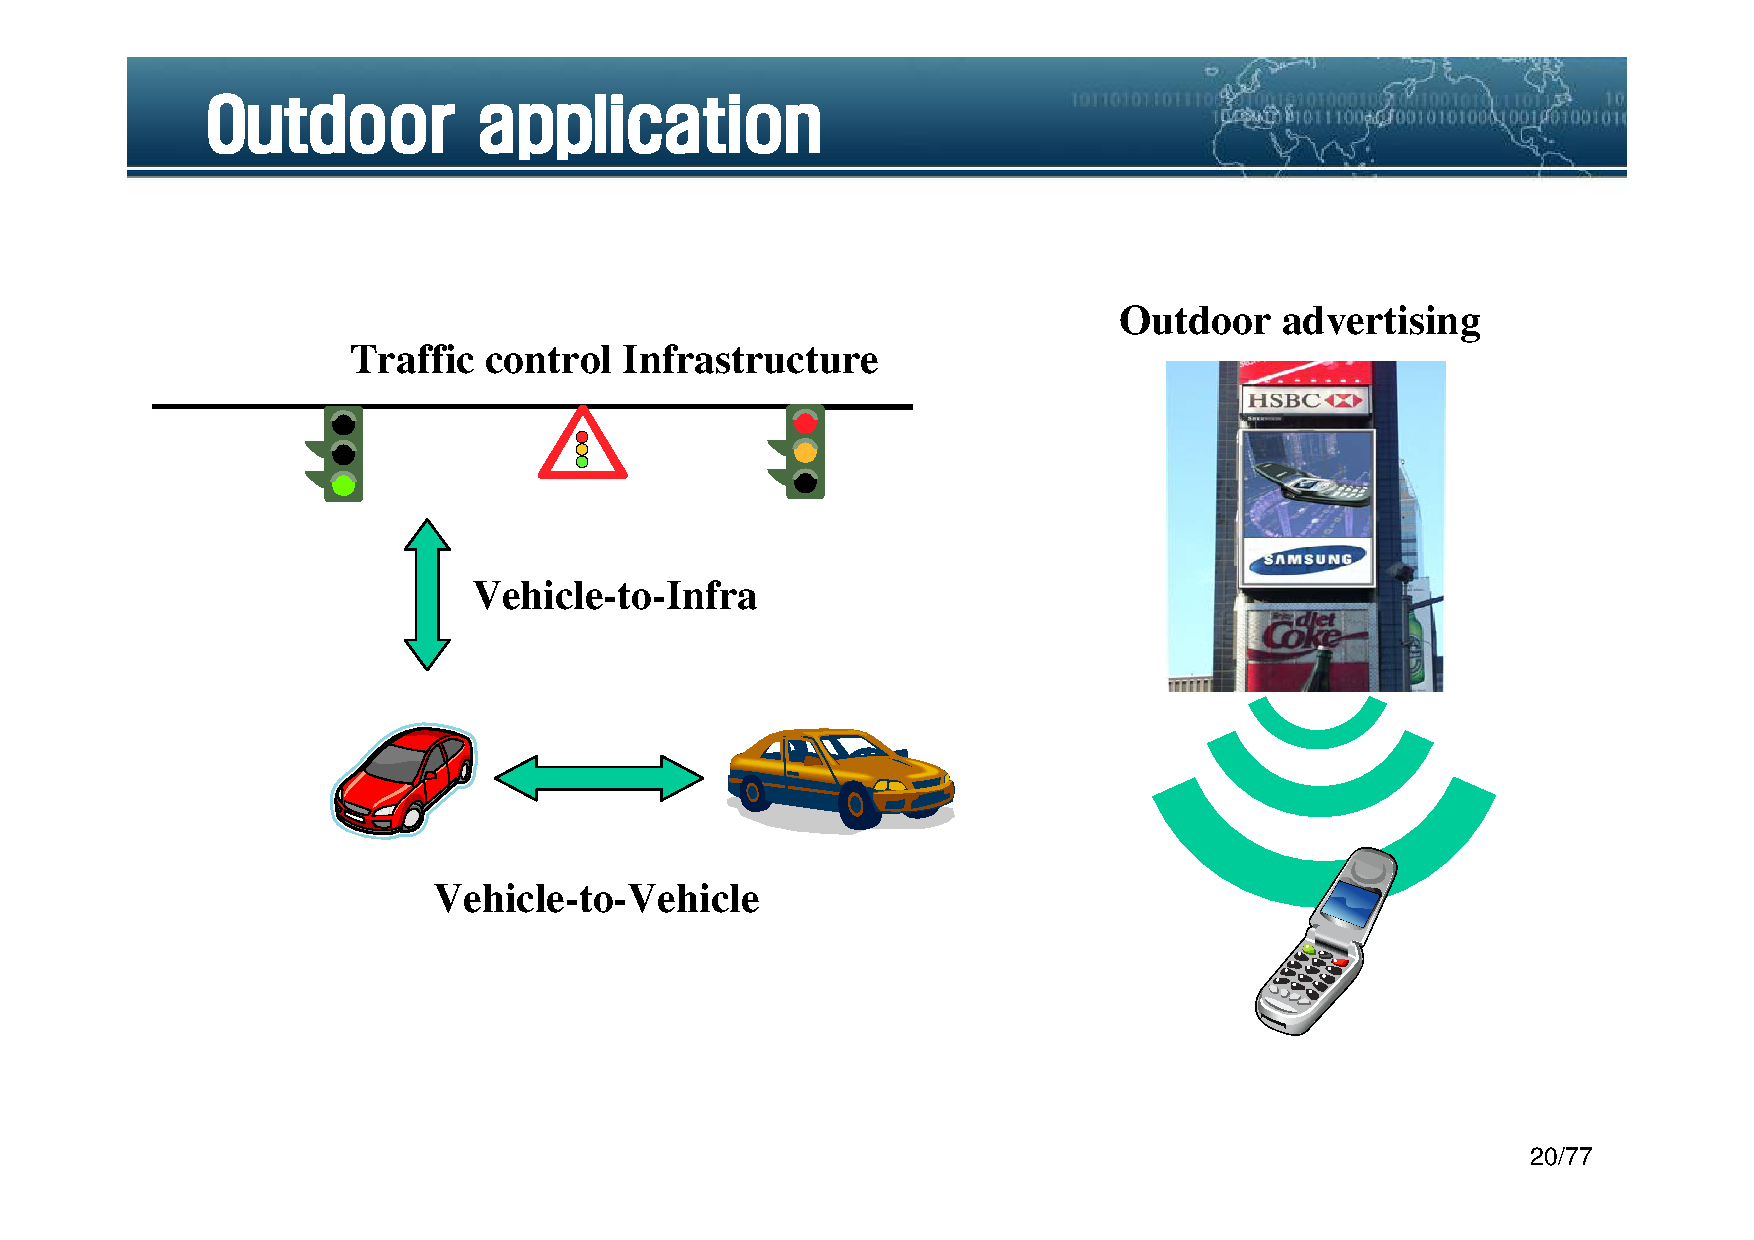 Outdoor application
Outdoor advertising
Traffic control Infrastructure
HSBC
SAMSUNG
diet
Coke
Vehicle-to-Infra
Vehicle-to-Vehicle
20/77